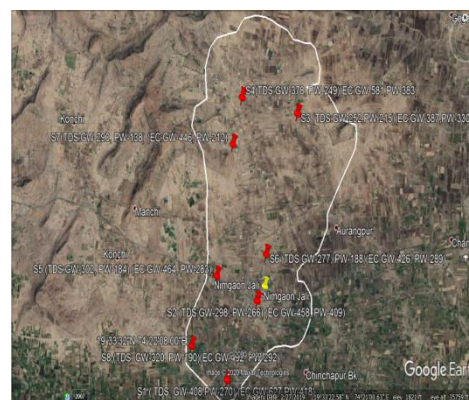 S4(TDS GW-378, PW-249) EC GW-581 PW-383
S3 (TDS GW-252, PW-215) EC GW-387, PW-330
Konchi
S7(TDS GW-292, PW-138) (EC GW-446, PW-212)
Manchi
Aurangpur
Konchi
S6(TDS GW-277, PW-188) (EC GW-426, PW-289
S5 (TDS GW-302, PW-184) (EC GW-464, PW-283)
Nimgaon Jali
Nimgaon Jali
S2 (TDS GW-298, PW-266) (EC GW-458, PW-409)
S8(TDS GW-320, PW-190)(EC GW-492, PW-292)
Chinchapur Bk
Google Ear
S1 (TDS GW-408 PW-270) (EC GW-627 PW-418)